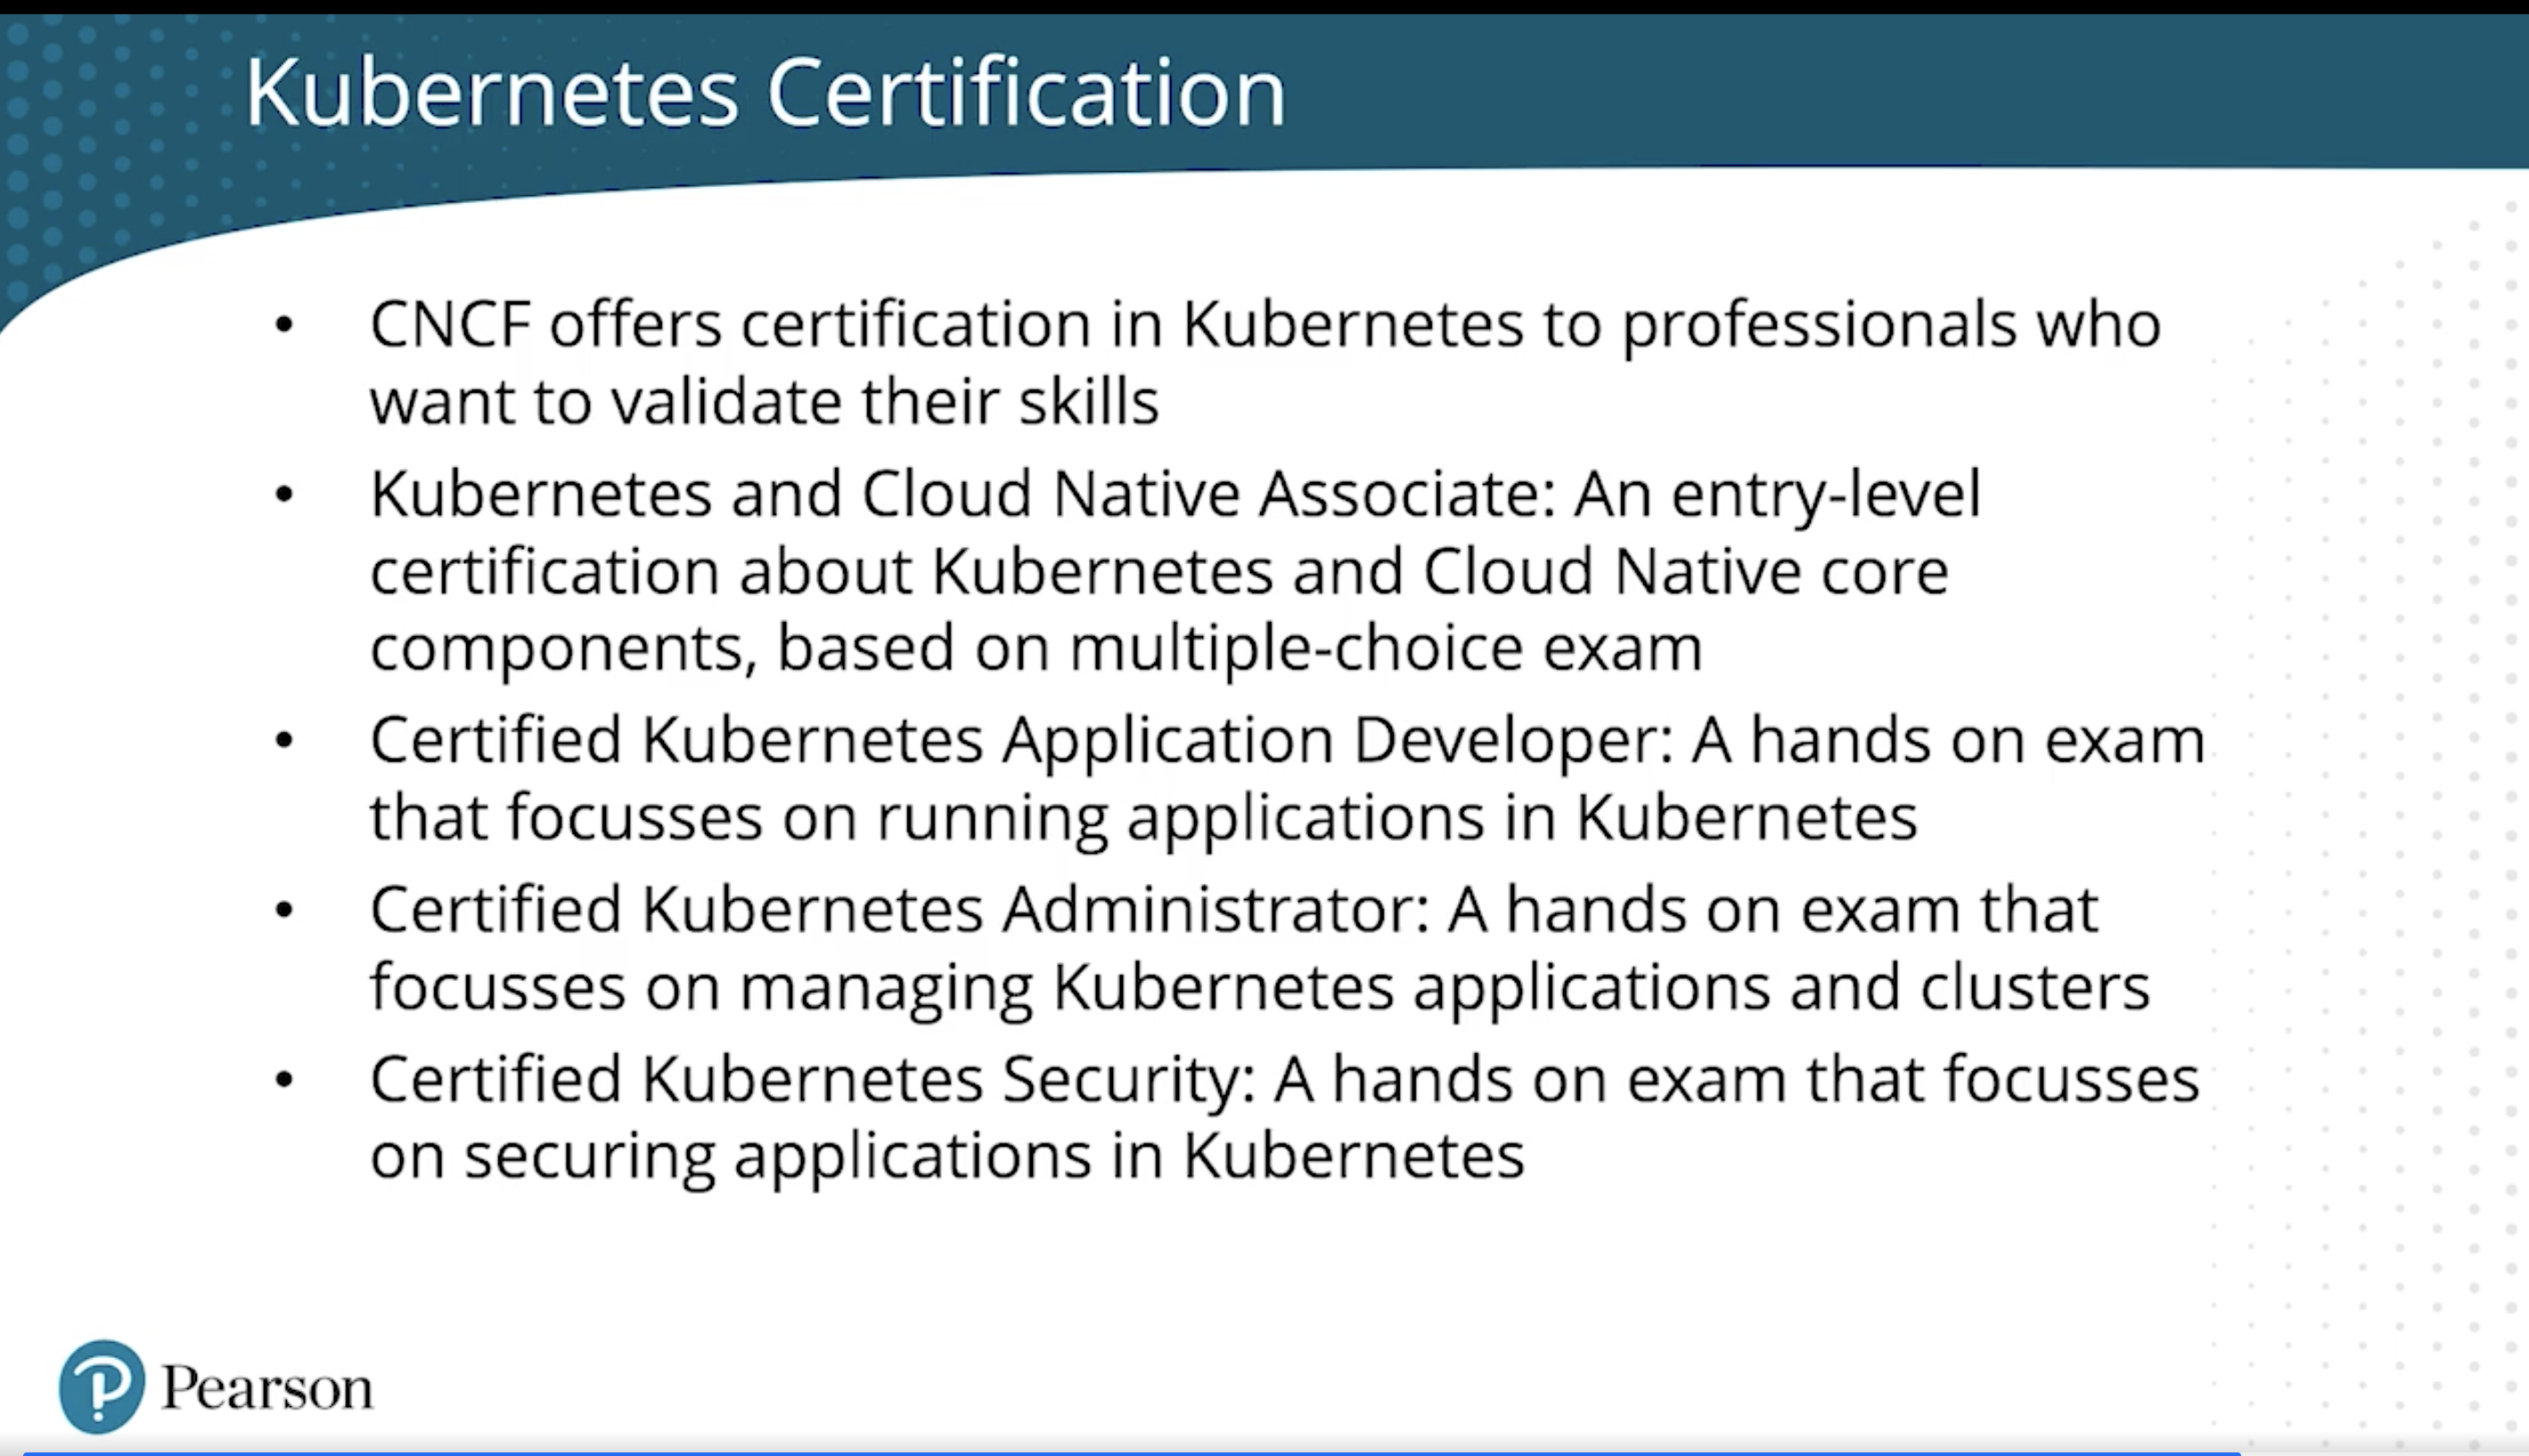 Kubernetes Certification
• CNCF offers certification in Kubernetes to professionals who
want to validate their skills
• Kubernetes and Cloud Native Associate: An entry-level
certification about Kubernetes and Cloud Native core
components, based on multiple-choice exam
• Certified Kubernetes Application Developer: A hands on exam
that focusses on running applications in Kubernetes
• Certified Kubernetes Administrator: A hands on exam that
focusses on managing Kubernetes applications and clusters
• Certified Kubernetes Security: A hands on exam that focusses
on securing applications in Kubernetes
Pearson